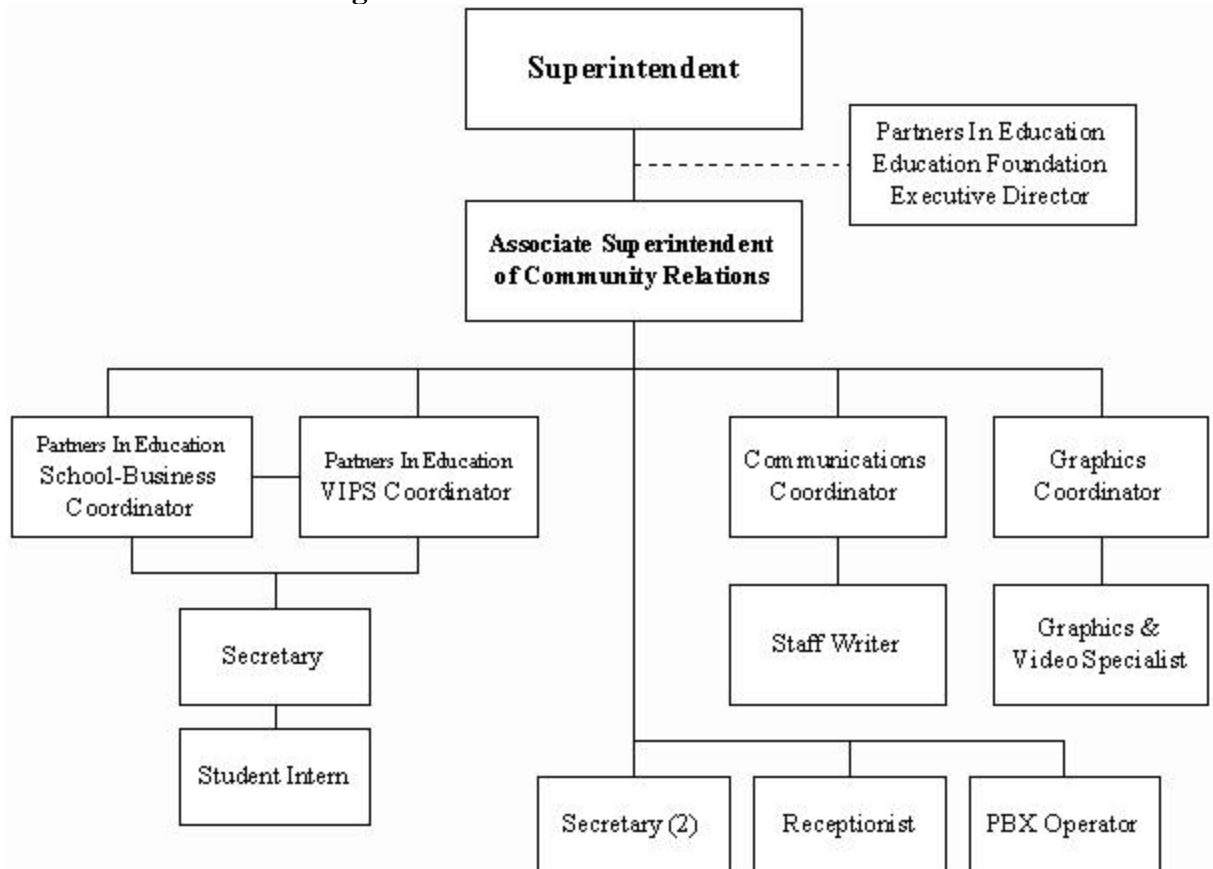 Superintendent
Partners In Education
Education Foundation
Executive Director
Associate Superintendent
of Community Relations
Partners In Education
School-Business
Coordinator
Partners In Education
VIPS Coordinator
Communications
Coordinator
Graphics
Coordinator
Secretary
Staff Writer
Graphics &
Video Specialist
Student Intern
Secretary (2)
Receptionist
PBX Operator